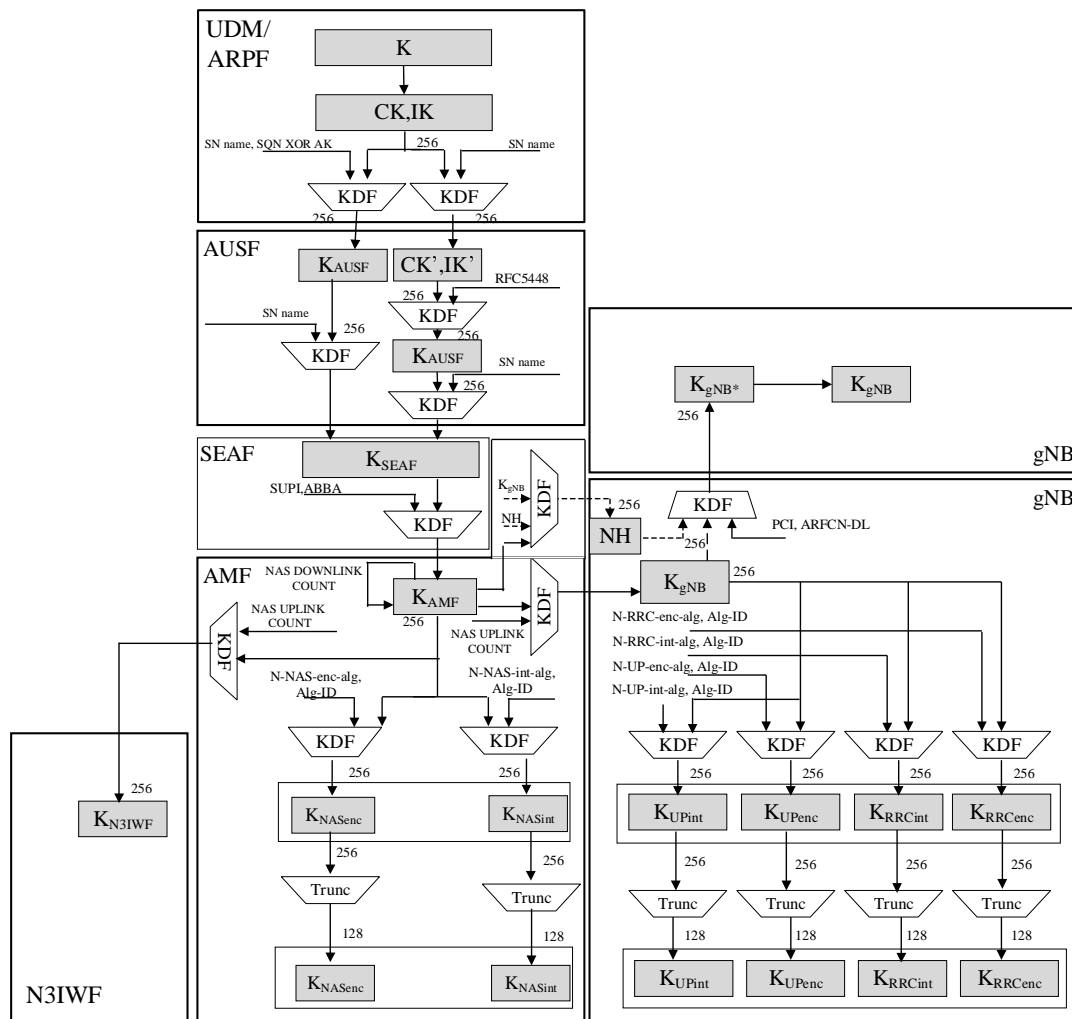 UDM/
ARPF
K
CK,IK
SN name, SQN XOR AK
256
SN name
KDF
KDF
256
256
AUSF
KAUSF
CK’,IK’
RFC5448
256
KDF
SN name
256
256
KDF
KAUSF
SN name
256
KDF
KgNB*
KgNB
256
gNB
SEAF
KSEAF
SUPI,ABBA
KDF
KgNB
NH
KDF
256
NH
gNB
KDF
PCI, ARFCN-DL
256
AMF
NAS DOWNLINK
COUNT
KAMF
256
NAS UPLINK
COUNT
KDF
KgNB
256
NAS UPLINK
COUNT
KDF
N-RRC-enc-alg, Alg-ID
N-RRC-int-alg, Alg-ID
N-UP-enc-alg, Alg-ID
N-UP-int-alg, Alg-ID
N-NAS-enc-alg,
Alg-ID
N-NAS-int-alg,
Alg-ID
KDF
KDF
KDF
KDF
KDF
KDF
256
256
256
256
256
256
256
KN3IWF
KNASenc
KNASint
KUPint
KUPenc
KRRCint
KRRCenc
256
256
256
256
256
256
Trunc
Trunc
Trunc
Trunc
Trunc
Trunc
128
128
128
128
128
128
KNASenc
KNASint
KUPint
KUPenc
KRRCint
KRRCenc
N3IWF